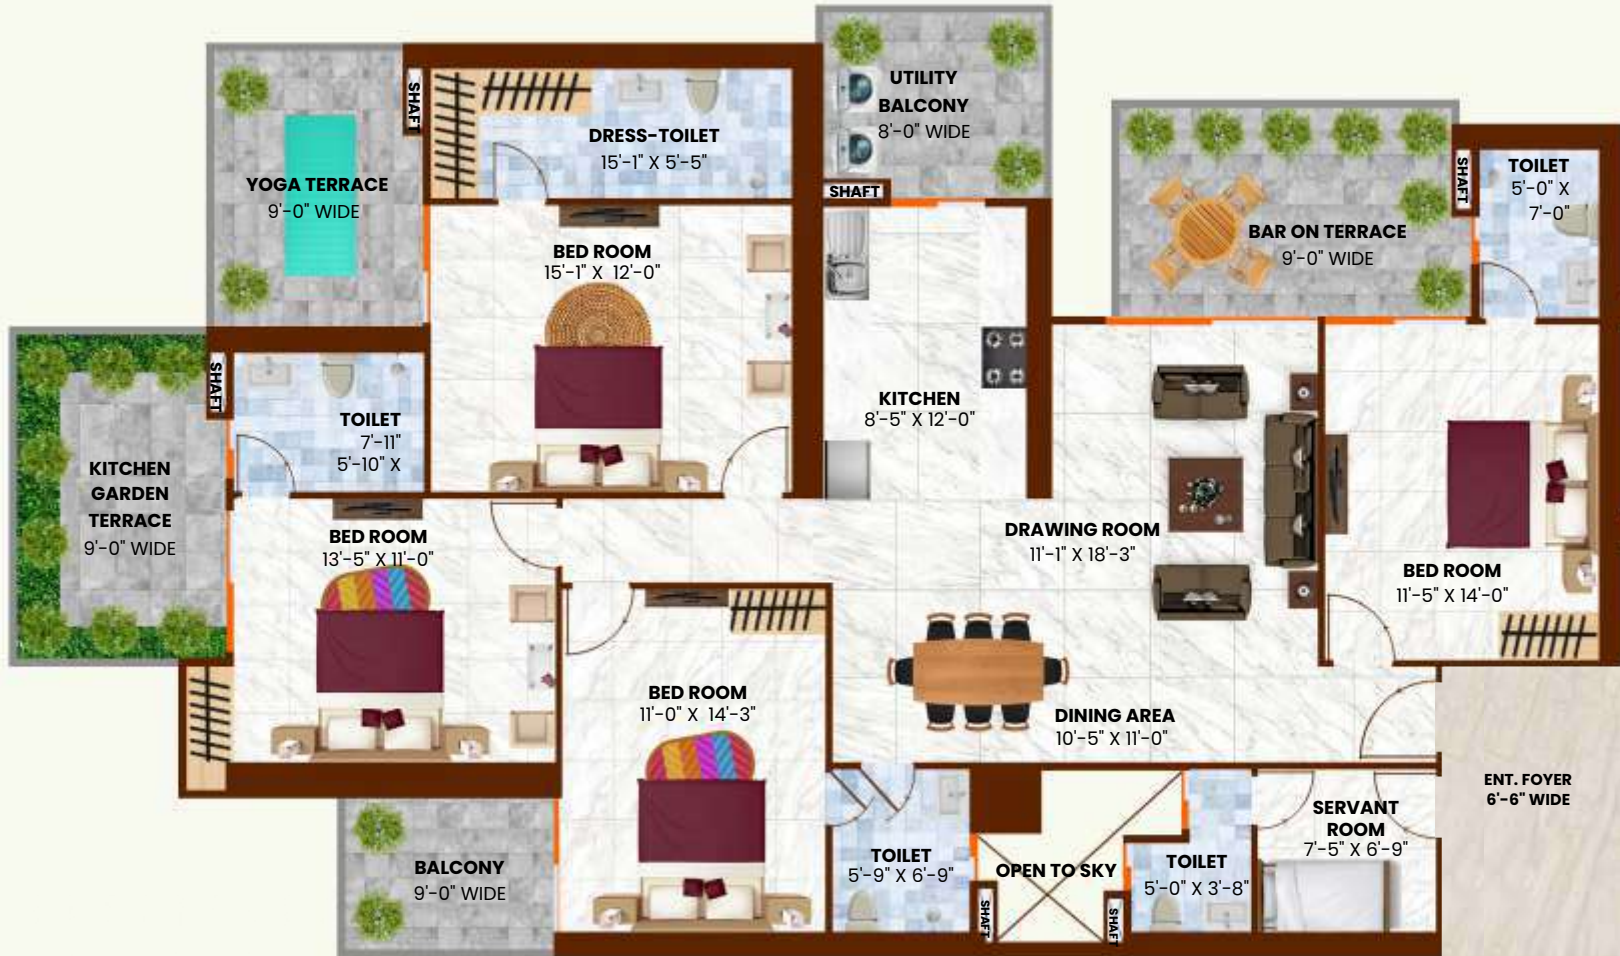 SHAFT
DRESS-TOILET
15'-1" X 5'-5"
YOGA TERRACE
9'-0" WIDE
UTILITY
BALCONY
8'-0" WIDE
SHAFT
BED ROOM
15'-1" X 12'-0"
BAR ON TERRACE
9'-0" WIDE
SHAFT
TOILET
5'-0" X
7'-0"
SHAFT
TOILET
7'-11"
5'-10" X
KITCHEN
8'-5" X 12'-0"
KITCHEN
GARDEN
TERRACE
9'-0" WIDE
BED ROOM
13'-5" X 11'-0"
DRAWING ROOM
11'-1" X 18'-3"
BED ROOM
11'-5" X 14'-0"
BED ROOM
11'-0" X 14'-3"
DINING AREA
10'-5" X 11'-0"
ENT. FOYER
6'-6" WIDE
BALCONY
9'-0" WIDE
TOILET
5'-9" X 6'-9"
OPEN TO SKY
SHAFT
SHAFT
TOILET
5'-0" X 3'-8"
SERVANT
ROOM
7'-5" X 6'-9"